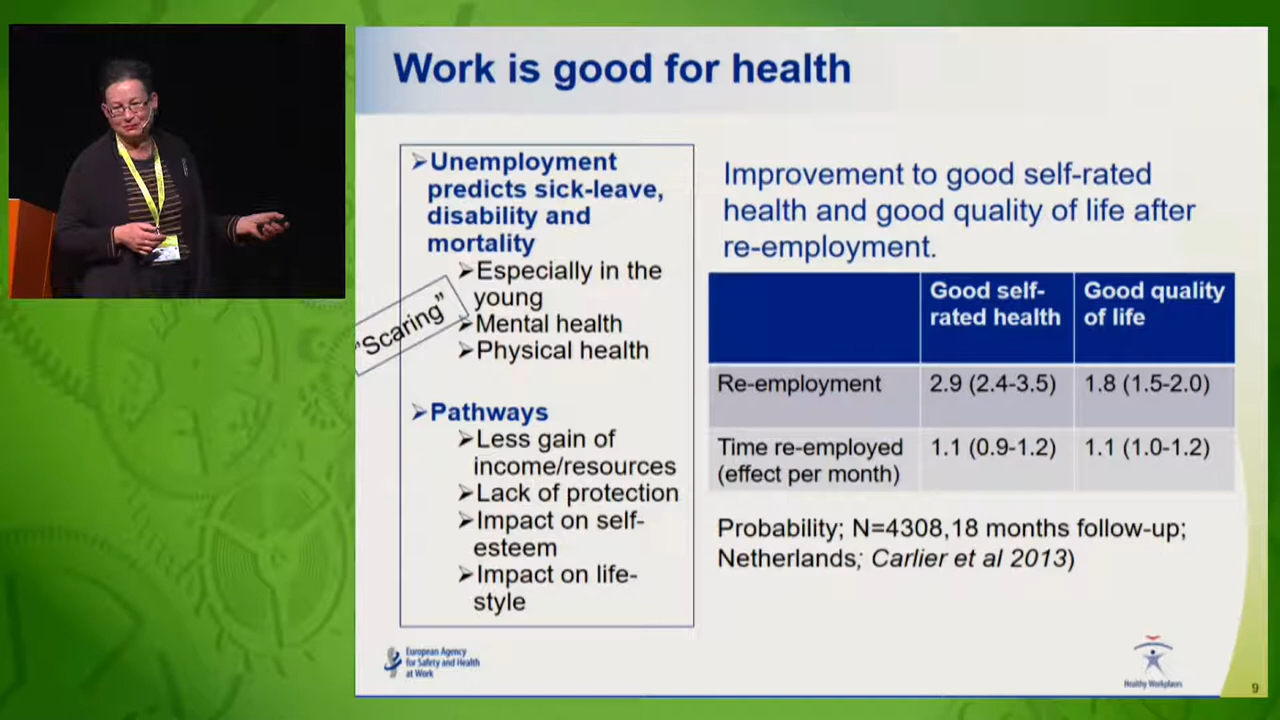 Work is good for health
➢Unemployment
predicts sick-leave,
disability and
mortality
➢Especially in the
young
➢Mental health
➢Physical health
"Scaring"
➢Pathways
➢Less gain of
income/resources
➢Lack of protection
➢Impact on self-
esteem
➢Impact on life-
style
Improvement to good self-rated
health and good quality of life after
re-employment.
Good self-
rated health
Good quality
of life
Re-employment
2.9 (2.4-3.5)
1.8 (1.5-2.0)
Time re-employed
(effect per month)
1.1 (0.9-1.2)
1.1 (1.0-1.2)
Probability; N=4308,18 months follow-up;
Netherlands; Carlier et al 2013)
European Agency
for Safety and Health
at Work
Healthy Workplaces
9